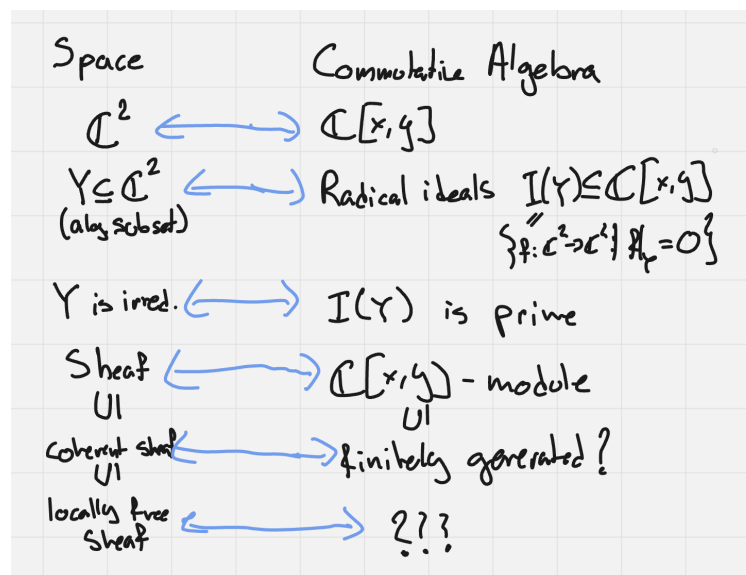 Space Commutative Algebra
ℂ² ⟷ ℂ[x,y]
Y ⊆ ℂ² ⟷ Radical ideals I(Y) ⊆ ℂ[x,y]
(alg. subset) =
{f: ℂ² → ℂ² | f|_Y = 0}
Y is irred. ⟷ I(Y) is prime
Sheaf ⟷ ℂ[x,y) - module
∪| ∪|
coherent sheaf ⟷ finitely generated?
∪|
locally free ⟷ ???
sheaf